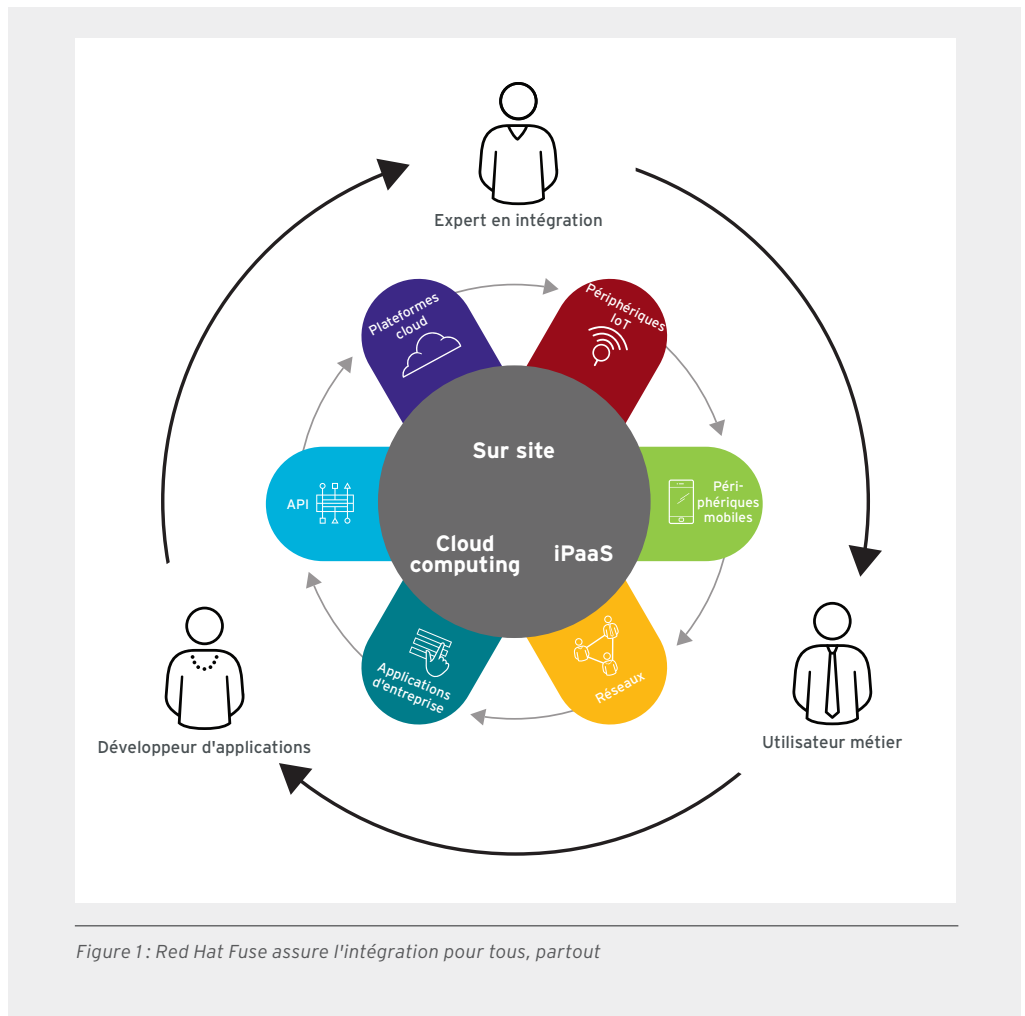 Expert en intégration
Plateformes
cloud
Périphériques
IoT
Sur site
API
Péri-
phériques
mobiles
Cloud
computing
iPaaS
Applications
d'entreprise
Réseaux
Développeur d'applications
Utilisateur métier
Figure 1 : Red Hat Fuse assure l'intégration pour tous, partout